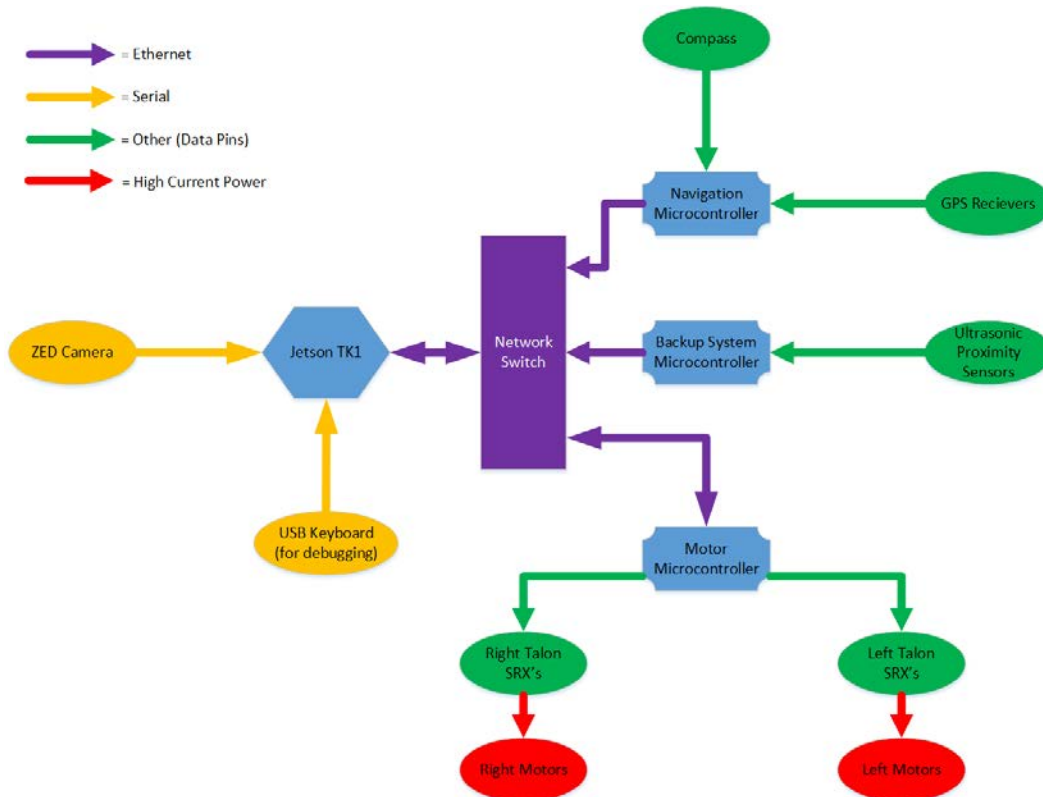 = Ethernet
= Serial
= Other (Data Pins)
= High Current Power
Compass
Navigation
Microcontroller
GPS Recievers
ZED Camera
Jetson TK1
Network
Switch
Backup System
Microcontroller
Ultrasonic
Proximity
Sensors
USB Keyboard
(for debugging)
Motor
Microcontroller
Right Talon
SRX's
Left Talon
SRX's
Right Motors
Left Motors